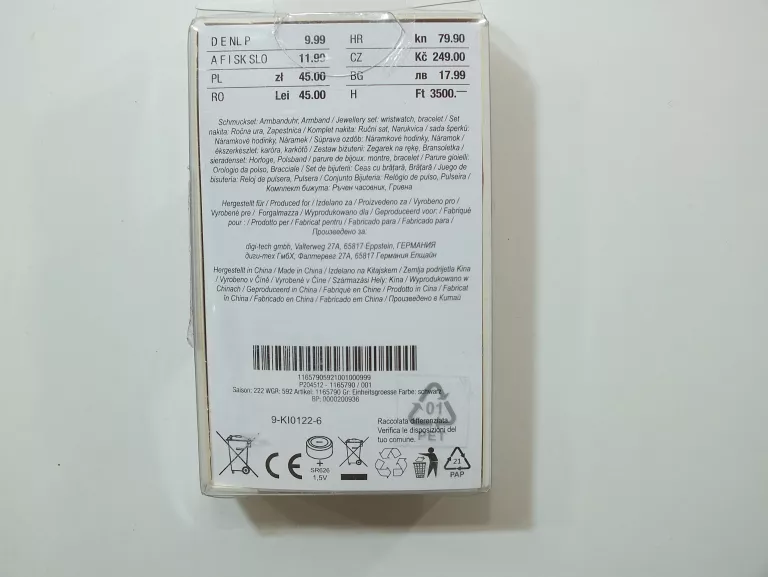 D E NL P 9.99 HR kn 79.90
A F I SK SLO 11.99 CZ Kč 249.00
PL zł 45.00 BG лв 17.99
RO Lei 45.00 H Ft 3500.—
Schmuckset: Armbanduhr, Armband / Jewellery set: wristwatch, bracelet / Set
nakita: Ročna ura, Zapestnica / Komplet nakita: Ručni sat, Narukvica / sada šperků:
Náramkové hodinky, Náramek / Súprava ozdôb: Náramkové hodinky, Náramok /
ékszerkészlet: karóra, karkötő / Zestaw biżuterii: Zegarek na rękę, Bransoletka /
sieradenset: Horloge, Polsband / parure de bijoux: montre, bracelet / Parure gioielli:
Orologio da polso, Bracciale / Set de bijuterii: Ceas cu brățară, Brățară / Juego de
bisutería: Reloj de pulsera, Pulsera / Conjunto Bijuteria: Relógio de pulso, Pulseira /
Комплект бижута: Ръчен часовник, Гривна
Hergestellt für / Produced for / Izdelano za / Proizvedeno za / Vyrobeno pro /
Vyrobené pre / Forgalmazza / Wyprodukowano dla / Geproduceerd voor: / Fabriqué
pour : / Prodotto per / Fabricat pentru / Fabricado para / Fabricado para /
Произведено за:
digi-tech gmbh, Valterweg 27A, 65817 Eppstein, ГЕРМАНИЯ
диги-тех ГмбХ, Фалтервег 27А, 65817 Германия Епщайн
Hergestellt in China / Made in China / Izdelano na Kitajskem / Zemlja podrijetla Kina
/ Vyrobeno v Číně / Vyrobené v Číne / Származási Hely: Kína / Wyprodukowano w
Chinach / Geproduceerd in China / Fabriqué en Chine / Prodotto in Cina / Fabricat
în China / Fabricado en China / Fabricado em China / Произведено в Китай
11657905921001000999
P204512 - 1165790 / 001
Saison: 222 WGR: 592 Artikel: 1165790 Gr: Einheitsgroesse Farbe: schwarz
BP: 9000200936
9-KI0122-6
Raccolata differenziata.
Verifica le disposizioni del
tuo comune.
01
PET
CE
+
SR626
1,5V
21
PAP